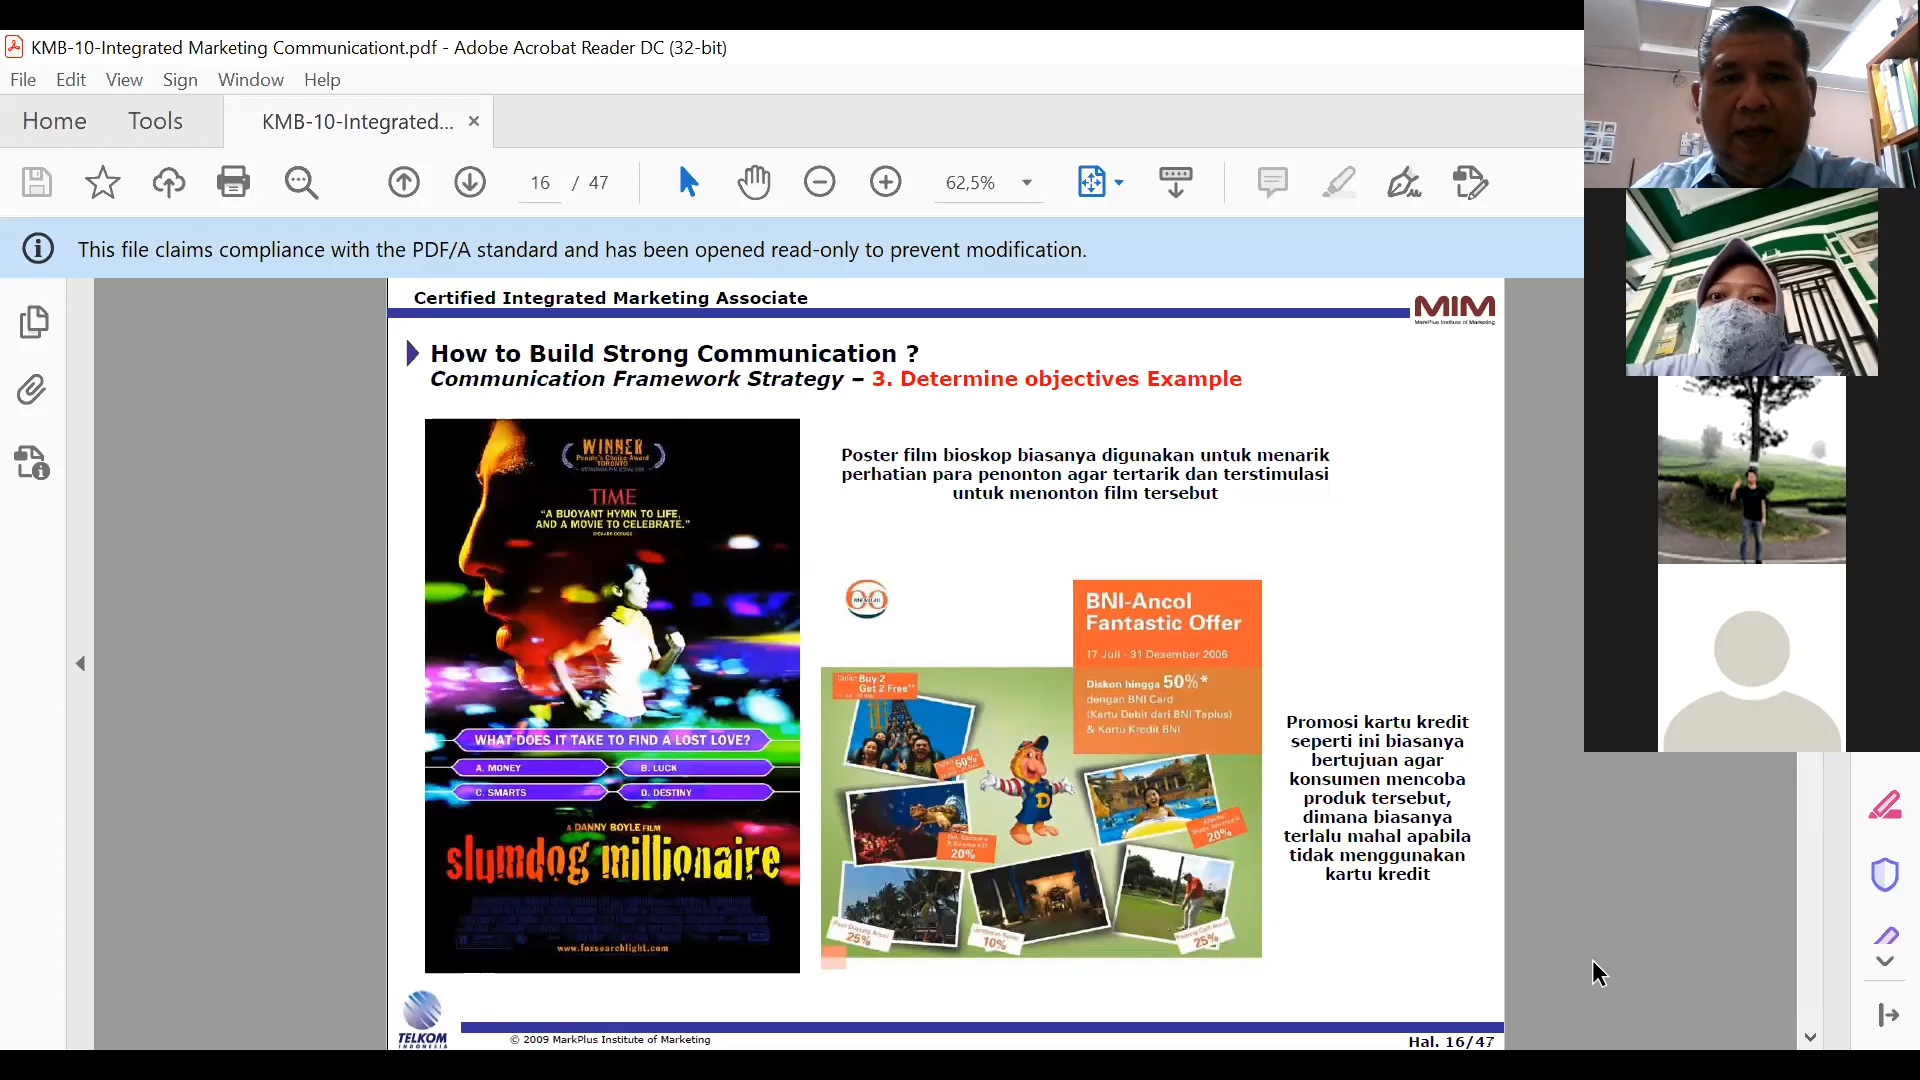 KMB-10-Integrated Marketing Communicationt.pdf - Adobe Acrobat Reader DC (32-bit)
File Edit View Sign Window Help
Home Tools KMB-10-Integrated... ×
16 / 47 62,5%
This file claims compliance with the PDF/A standard and has been opened read-only to prevent modification.
Certified Integrated Marketing Associate
MIM
MarkPlus Institute of Marketing
How to Build Strong Communication ?
Communication Framework Strategy – 3. Determine objectives Example
WINNER
People's Choice Award
TORONTO
TIME
"A BUOYANT HYMN TO LIFE,
AND A MOVIE TO CELEBRATE."
WHAT DOES IT TAKE TO FIND A LOST LOVE?
A. MONEY B. LUCK
C. SMARTS D. DESTINY
A DANNY BOYLE FILM
slumdog millionaire
www.foxsearchlight.com
Poster film bioskop biasanya digunakan untuk menarik
perhatian para penonton agar tertarik dan terstimulasi
untuk menonton film tersebut
BNI-Ancol
Fantastic Offer
17 Juli - 31 Desember 2006
Diskon hingga 50%*
dengan BNI Card
(Kartu Debit dari BNI Taplus)
& Kartu Kredit BNI
Buy 2
Get 2 Free**
50%
20%
20%
25%
10%
25%
D
Promosi kartu kredit
seperti ini biasanya
bertujuan agar
konsumen mencoba
produk tersebut,
dimana biasanya
terlalu mahal apabila
tidak menggunakan
kartu kredit
TELKOM
INDONESIA
© 2009 MarkPlus Institute of Marketing
Hal. 16/47